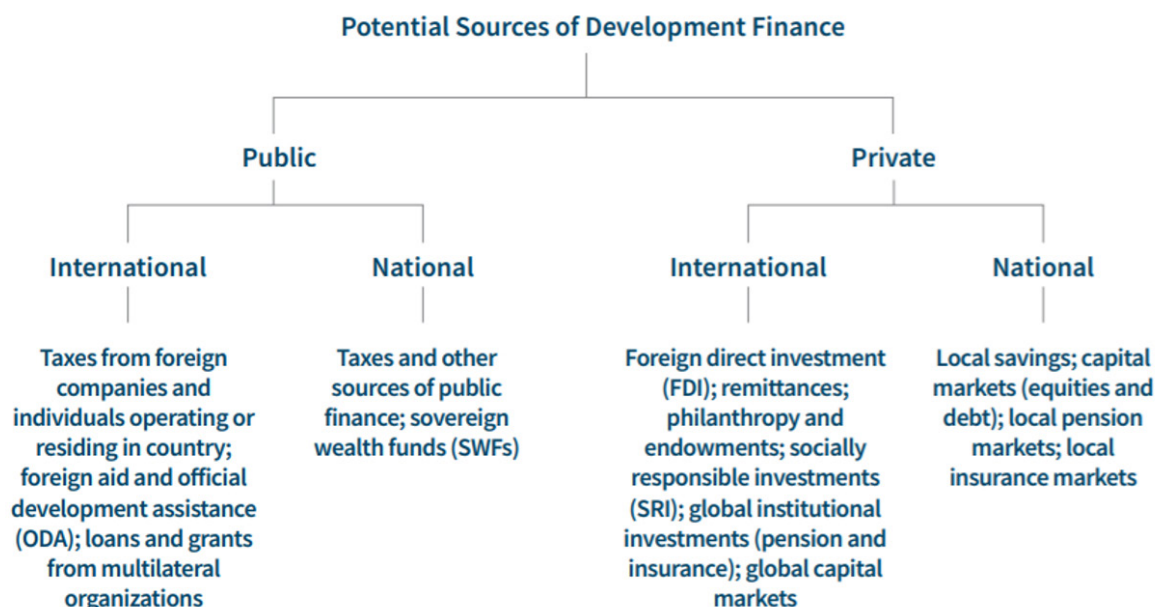 Potential Sources of Development Finance
Public
Private
International
National
International
National
Taxes from foreign
companies and
individuals operating or
residing in country;
foreign aid and official
development assistance
(ODA); loans and grants
from multilateral
organizations
Taxes and other
sources of public
finance; sovereign
wealth funds (SWFs)
Foreign direct investment
(FDI); remittances;
philanthropy and
endowments; socially
responsible investments
(SRI); global institutional
investments (pension and
insurance); global capital
markets
Local savings; capital
markets (equities and
debt); local pension
markets; local
insurance markets